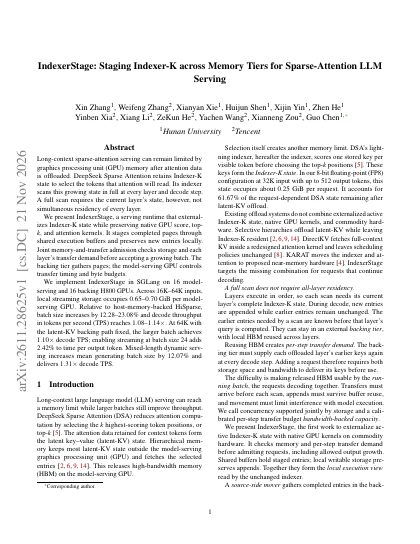 IndexerStage: Staging Indexer-K across Memory Tiers for Sparse-Attention LLM
Serving
Xin Zhang¹, Weifeng Zhang², Xianyan Xie¹, Huijun Shen¹, Xijin Yin¹, Zhen He¹
Yinben Xia², Xiang Li², ZeKun He², Yachen Wang², Xianneng Zou², Guo Chen¹,*
¹Hunan University ²Tencent
arXiv:2611.28625v1 [cs.DC] 21 Nov 2026
Abstract
Long-context sparse-attention serving can remain limited by
graphics processing unit (GPU) memory after attention data
is offloaded. DeepSeek Sparse Attention retains Indexer-K
state to select the tokens that attention will read. Its indexer
scans this growing state in full at every layer and decode step.
A full scan requires the current layer's state, however, not
simultaneous residency of every layer.
We present IndexerStage, a serving runtime that external-
izes Indexer-K state while preserving native GPU score, top-
k, and attention kernels. It stages completed pages through
shared execution buffers and preserves new entries locally.
Joint memory-and-transfer admission checks storage and each
layer's transfer demand before accepting a growing batch. The
backing tier gathers pages; the model-serving GPU controls
transfer timing and byte budgets.
We implement IndexerStage in SGLang on 16 model-
serving and 16 backing H800 GPUs. Across 16K–64K inputs,
local streaming storage occupies 0.65–0.70 GiB per model-
serving GPU. Relative to host-memory-backed HiSparse,
batch size increases by 12.28–23.08% and decode throughput
in tokens per second (TPS) reaches 1.08–1.14×. At 64K with
the latent-KV backing path fixed, the larger batch achieves
1.10× decode TPS; enabling streaming at batch size 24 adds
2.42% to time per output token. Mixed-length dynamic serv-
ing increases mean generating batch size by 12.07% and
delivers 1.31× decode TPS.
1 Introduction
Long-context large language model (LLM) serving can reach
a memory limit while larger batches still improve throughput.
DeepSeek Sparse Attention (DSA) reduces attention compu-
tation by selecting the k highest-scoring token positions, or
top-k [5]. The attention data retained for context tokens form
the latent key–value (latent-KV) state. Hierarchical mem-
ory keeps most latent-KV state outside the model-serving
graphics processing unit (GPU) and fetches the selected
entries [2, 6, 9, 14]. This releases high-bandwidth memory
(HBM) on the model-serving GPU.
*Corresponding author
Selection itself creates another memory limit. DSA's light-
ning indexer, hereafter the indexer, scores one stored key per
visible token before choosing the top-k positions [5]. These
keys form the Indexer-K state. In our 8-bit floating-point (FP8)
configuration at 32K input with up to 512 output tokens, this
state occupies about 0.25 GiB per request. It accounts for
61.67% of the request-dependent DSA state remaining after
latent-KV offload.
Existing offload systems do not combine externalized active
Indexer-K state, native GPU kernels, and commodity hard-
ware. Selective hierarchies offload latent-KV while leaving
Indexer-K resident [2, 6, 9, 14]. DirectKV fetches full-context
KV inside a redesigned attention kernel and leaves scheduling
policies unchanged [8]. KARAT moves the indexer and at-
tention to proposed near-memory hardware [4]. IndexerStage
targets the missing combination for requests that continue
decoding.
A full scan does not require all-layer residency.
Layers execute in order, so each scan needs its current
layer's complete Indexer-K state. During decode, new entries
are appended while earlier entries remain unchanged. The
earlier entries needed by a scan are known before that layer's
query is computed. They can stay in an external backing tier,
with local HBM reused across layers.
Reusing HBM creates per-step transfer demand. The back-
ing tier must supply each offloaded layer's earlier keys again
at every decode step. Adding a request therefore requires both
storage space and bandwidth to deliver its keys before use.
The difficulty is making released HBM usable by the run-
ning batch, the requests decoding together. Transfers must
arrive before each scan, appends must survive buffer reuse,
and movement must limit interference with model execution.
We call concurrency supported jointly by storage and a cali-
brated per-step transfer budget bandwidth-backed capacity.
We present IndexerStage, the first work to externalize ac-
tive Indexer-K state with native GPU kernels on commodity
hardware. It checks memory and per-step transfer demand
before admitting requests, including allowed output growth.
Shared buffers hold staged entries; local writable storage pre-
serves appends. Together they form the local execution view
read by the unchanged indexer.
A source-side mover gathers completed entries in the back-
1